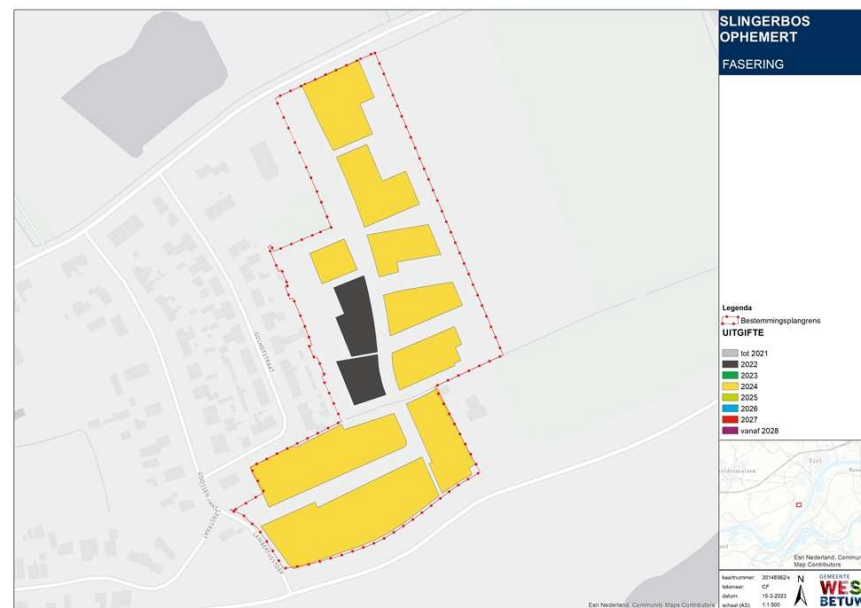 SLINGERBOS
OPHEMERT
FASERING
Legenda
Bestemmingsplangrens
UITGIFTE
tot 2021
2022
2023
2024
2025
2026
2027
vanaf 2028
Tiel
Esri Nederland, Commun
Map Contributors
kaartnummer:
tekenaar: CF
datum: 15-3-2023
schaal (A3): 1:1.500
N
GEMEENTE
WES
BETUW
Esri Nederland, Community Maps Contributors